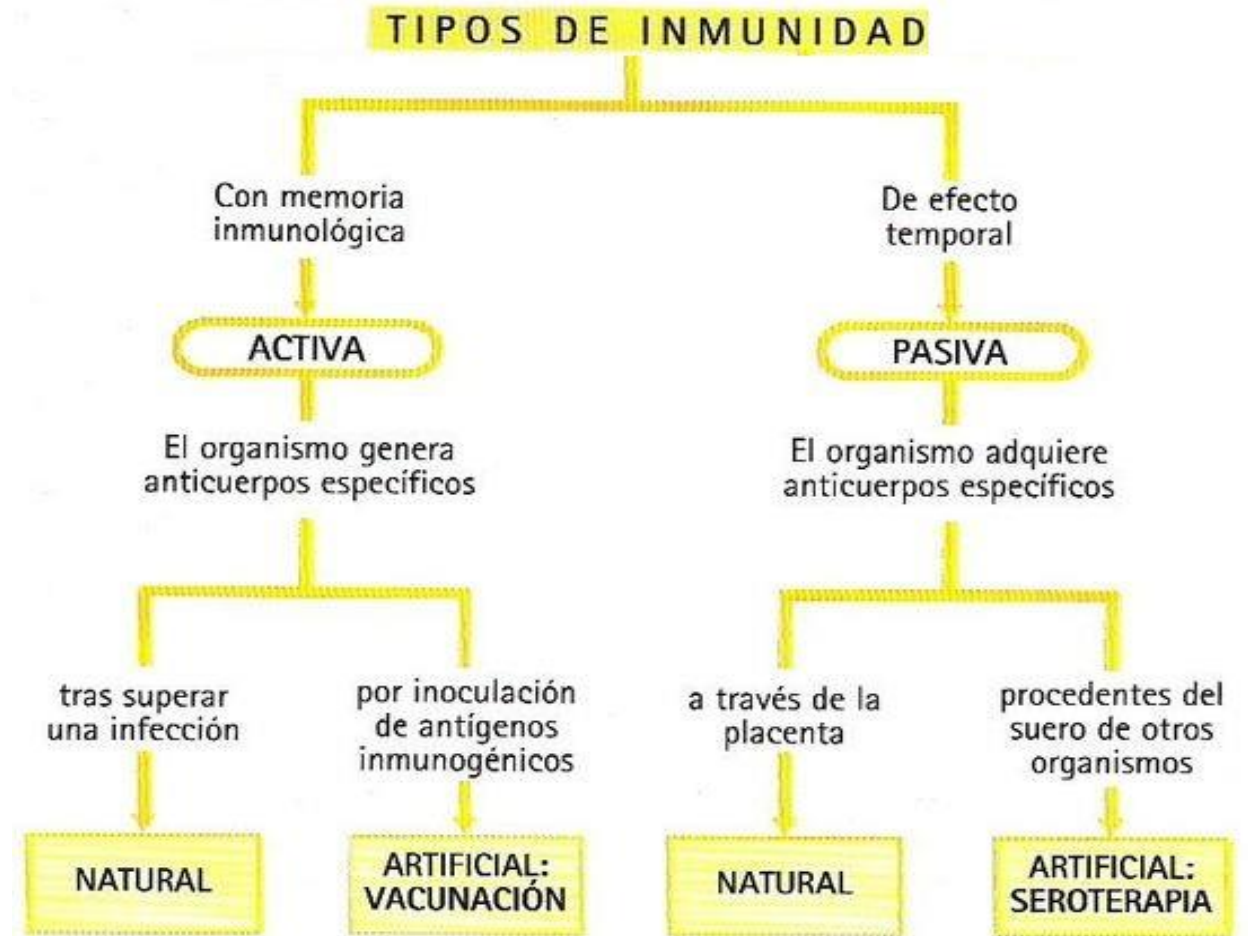 TIPOS DE INMUNIDAD
Con memoria
inmunológica
De efecto
temporal
ACTIVA
PASIVA
El organismo genera
anticuerpos específicos
El organismo adquiere
anticuerpos específicos
tras superar
una infección
por inoculación
de antígenos
inmunogénicos
a través de la
placenta
procedentes del
suero de otros
organismos
NATURAL
ARTIFICIAL:
VACUNACIÓN
NATURAL
ARTIFICIAL:
SEROTERAPIA